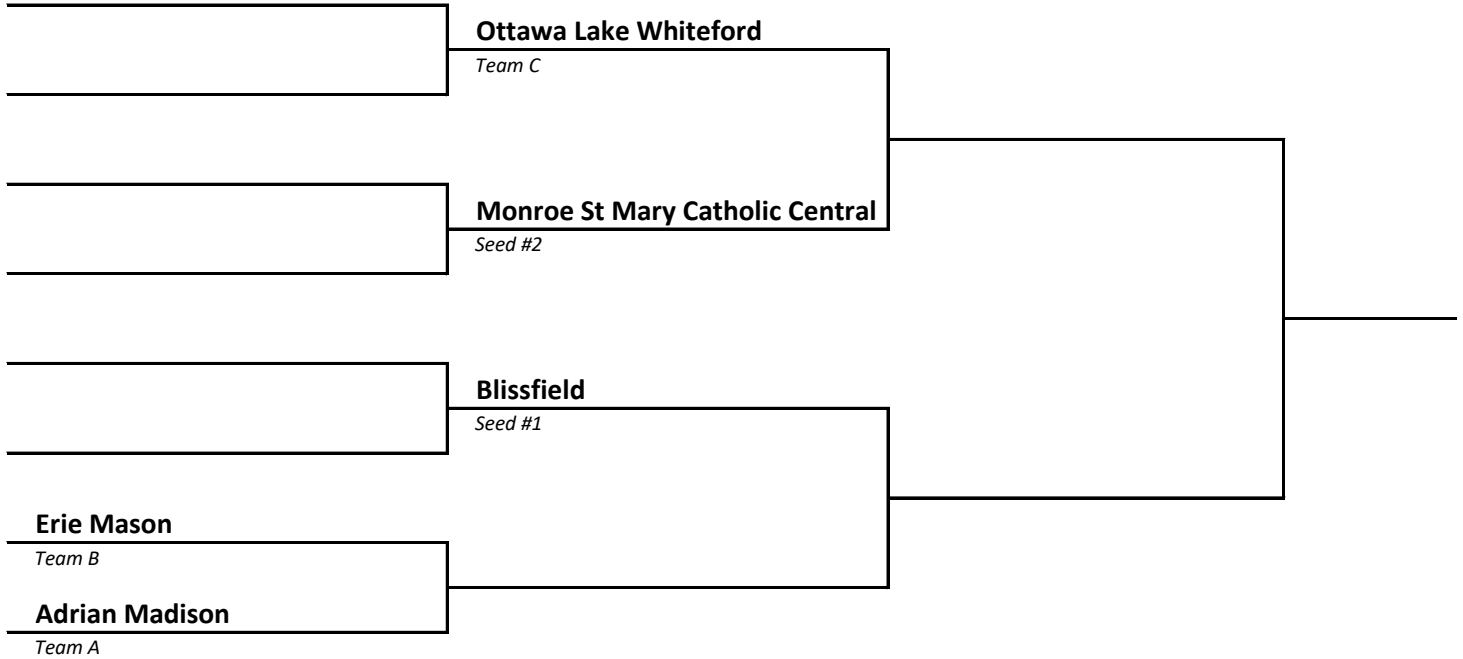 Ottawa Lake Whiteford
Team C
Monroe St Mary Catholic Central
Seed #2
Blissfield
Seed #1
Erie Mason
Team B
Adrian Madison
Team A